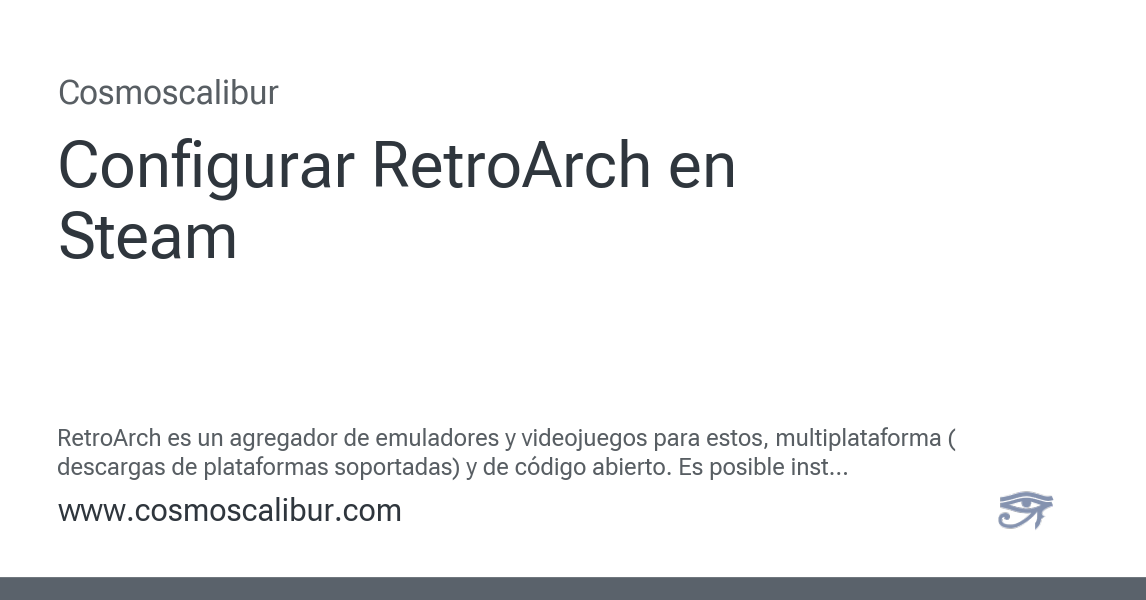 Cosmoscalibur
Configurar RetroArch en
Steam
RetroArch es un agregador de emuladores y videojuegos para estos, multiplataforma (
descargas de plataformas soportadas) y de código abierto. Es posible inst...
www.cosmoscalibur.com